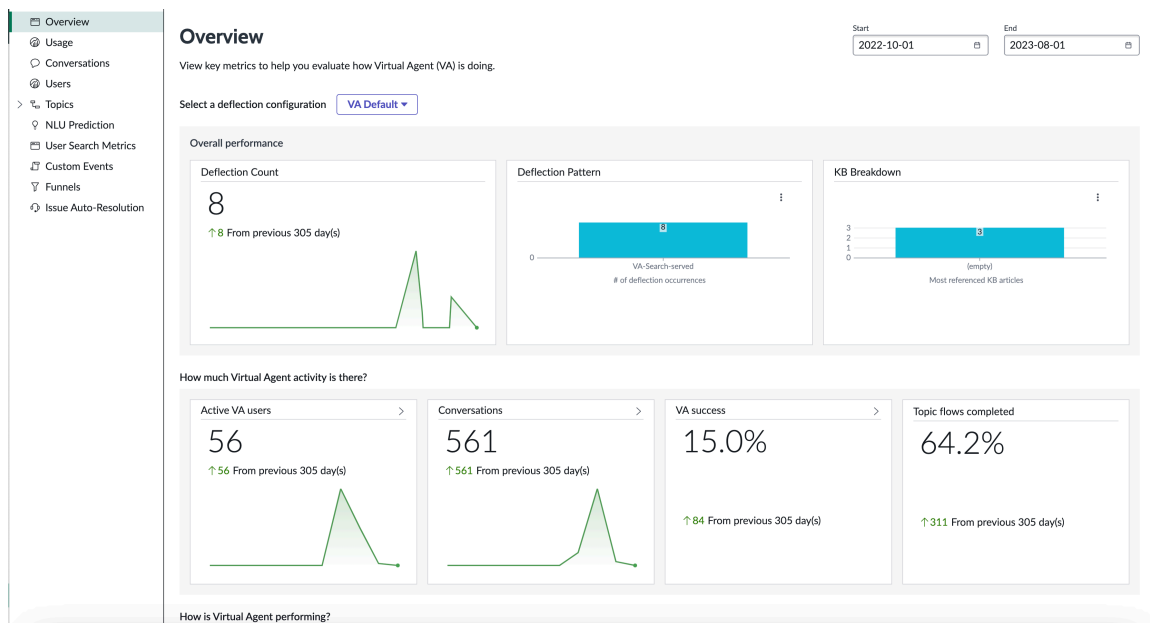 Overview
Usage
Conversations
Users
Topics
NLU Prediction
User Search Metrics
Custom Events
Funnels
Issue Auto-Resolution
Overview
View key metrics to help you evaluate how Virtual Agent (VA) is doing.
Start
2022-10-01
End
2023-08-01
Select a deflection configuration
VA Default
Overall performance
Deflection Count
8
↑8 From previous 305 day(s)
Deflection Pattern
8
0
VA-Search-served
# of deflection occurrences
KB Breakdown
3
2
1
0
3
(empty)
Most referenced KB articles
How much Virtual Agent activity is there?
Active VA users
56
↑56 From previous 305 day(s)
Conversations
561
↑561 From previous 305 day(s)
VA success
15.0%
↑84 From previous 305 day(s)
Topic flows completed
64.2%
↑311 From previous 305 day(s)
How is Virtual Agent performing?